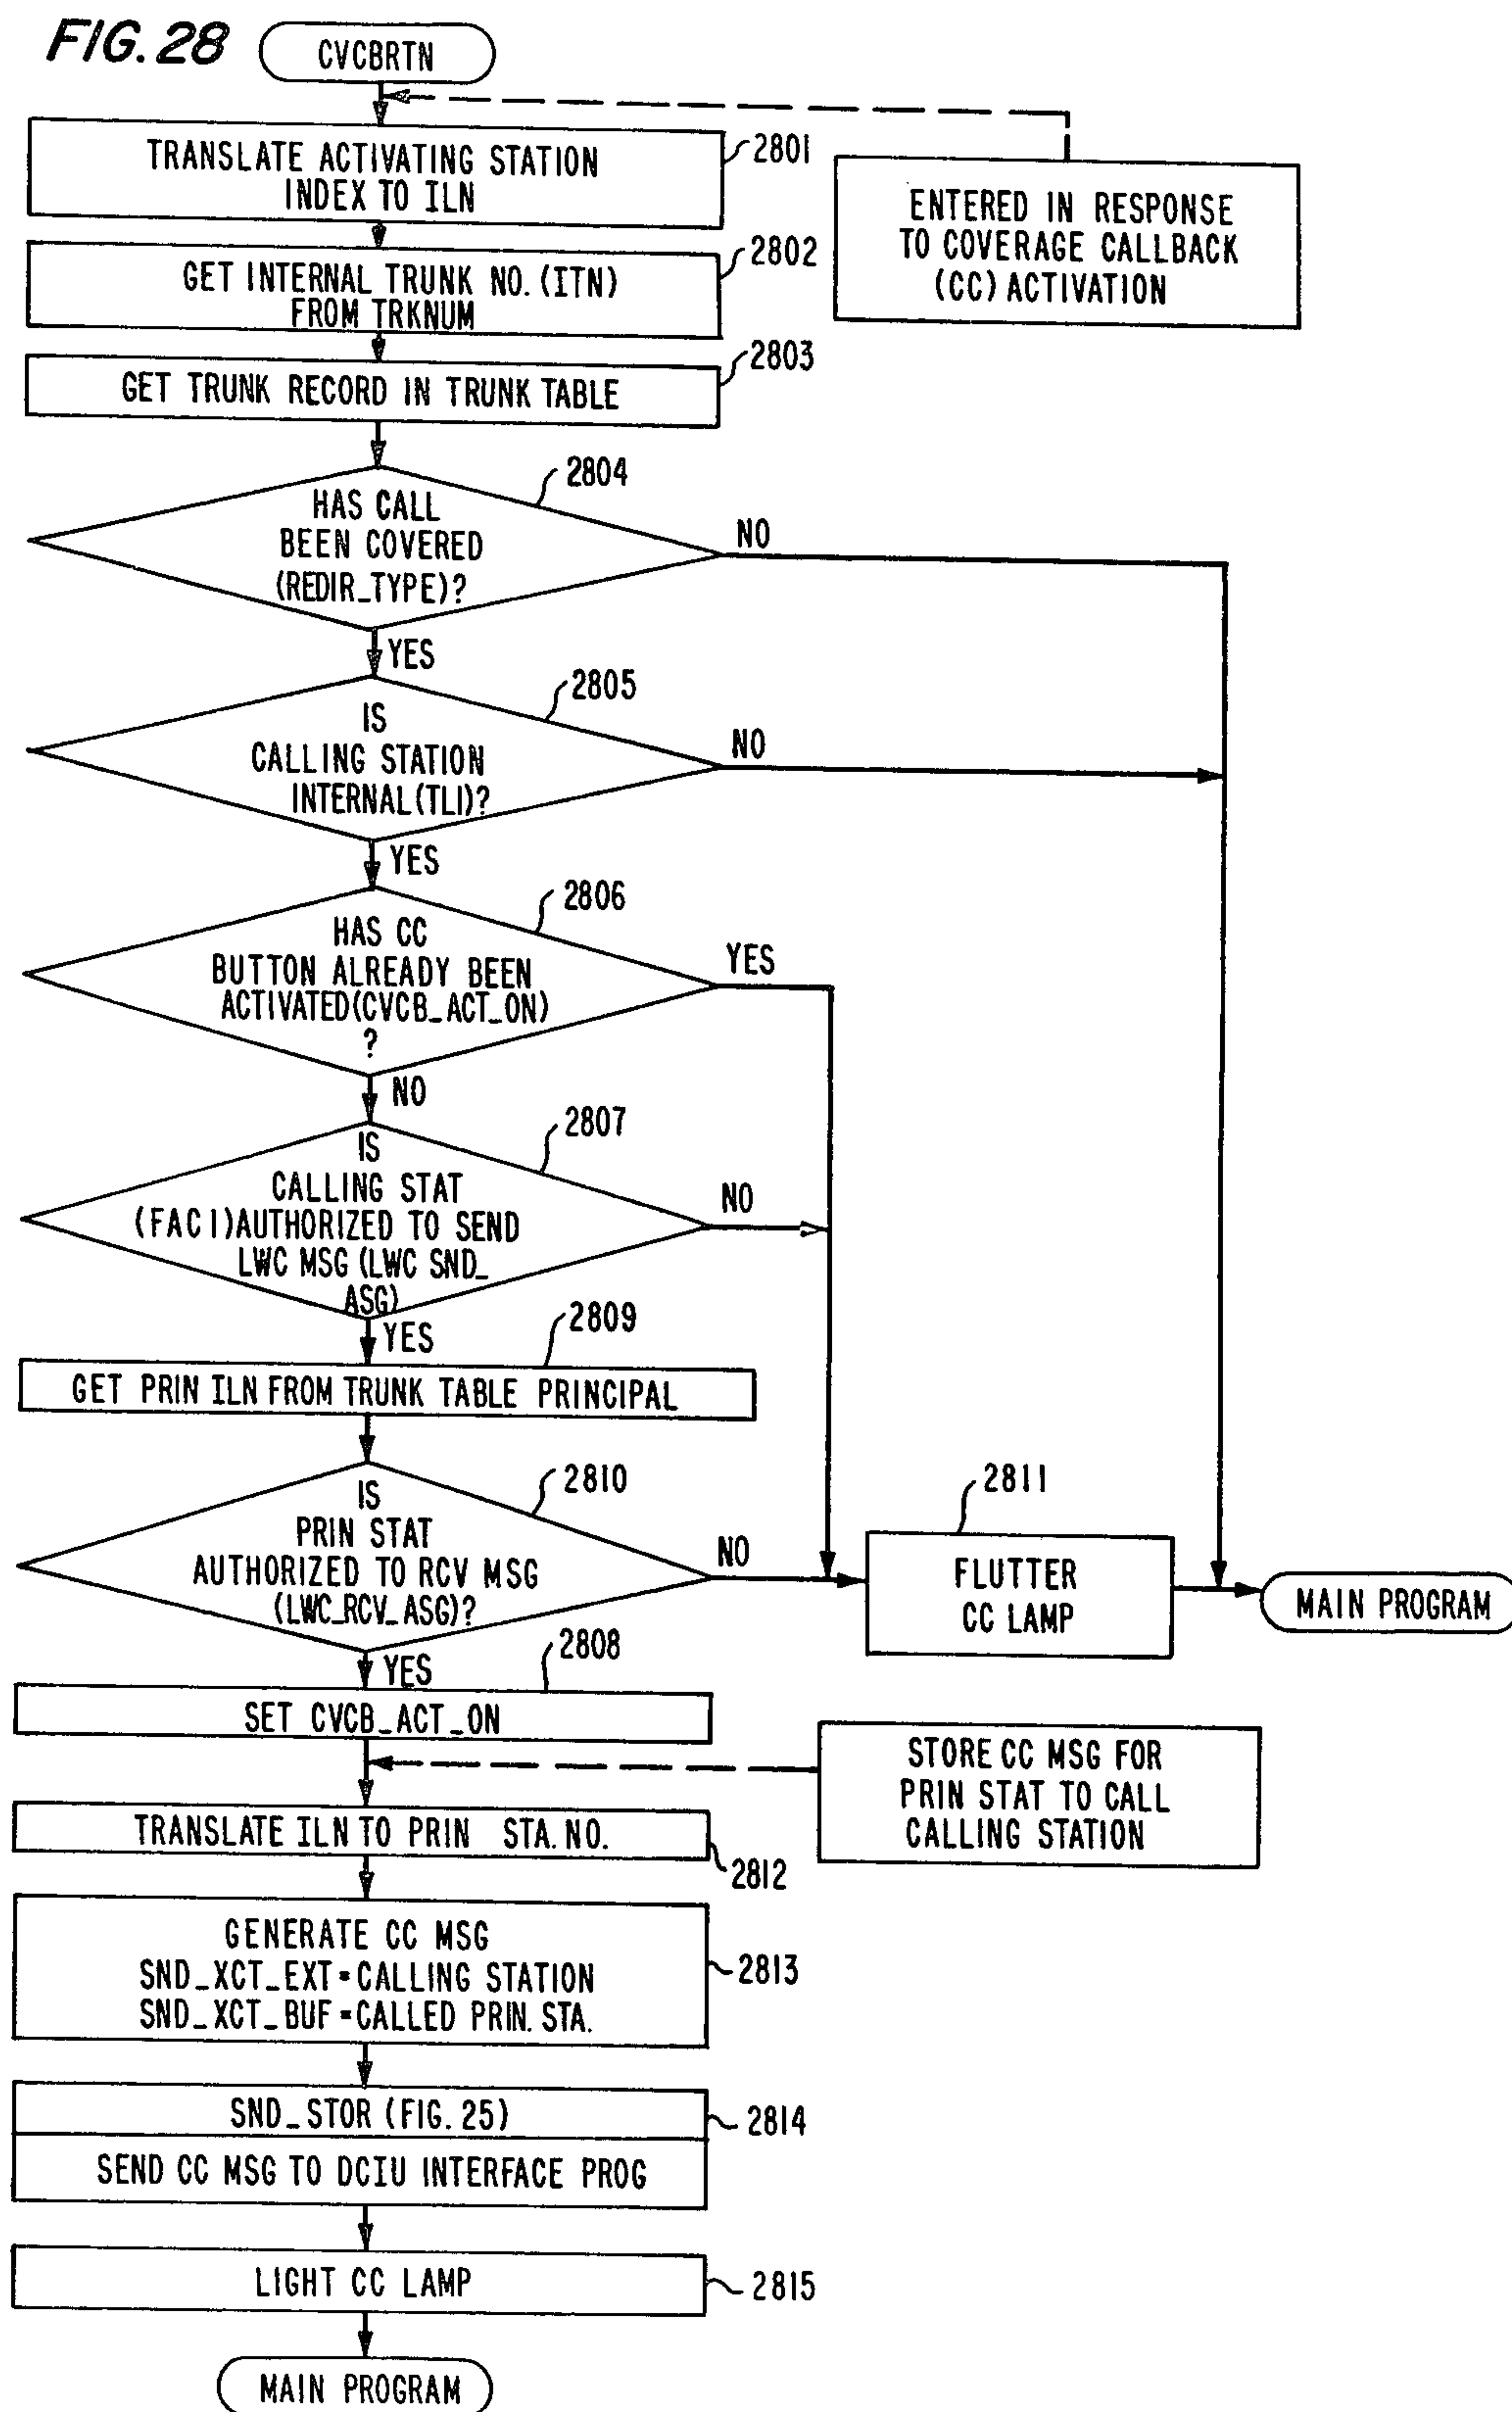 FIG. 28
CVCBRTN
TRANSLATE ACTIVATING STATION
INDEX TO ILN
2801
ENTERED IN RESPONSE
TO COVERAGE CALLBACK
(CC) ACTIVATION
GET INTERNAL TRUNK NO. (ITN)
FROM TRKNUM
2802
GET TRUNK RECORD IN TRUNK TABLE
2803
HAS CALL
BEEN COVERED
(REDIR_TYPE)?
2804
NO
YES
IS
CALLING STATION
INTERNAL (TLI)?
2805
NO
YES
HAS CC
BUTTON ALREADY BEEN
ACTIVATED (CVCB_ACT_ON)
?
2806
YES
NO
IS
CALLING STAT
(FAC1) AUTHORIZED TO SEND
LWC MSG (LWC SND_
ASG)
2807
NO
YES
2809
GET PRIN ILN FROM TRUNK TABLE PRINCIPAL
IS
PRIN STAT
AUTHORIZED TO RCV MSG
(LWC_RCV_ASG)?
2810
NO
2811
FLUTTER
CC LAMP
MAIN PROGRAM
YES
2808
SET CVCB_ACT_ON
STORE CC MSG FOR
PRIN STAT TO CALL
CALLING STATION
TRANSLATE ILN TO PRIN STA. NO.
2812
GENERATE CC MSG
SND_XCT_EXT = CALLING STATION
SND_XCT_BUF = CALLED PRIN. STA.
2813
SND_STOR (FIG. 25)
2814
SEND CC MSG TO DCIU INTERFACE PROG
LIGHT CC LAMP
2815
MAIN PROGRAM